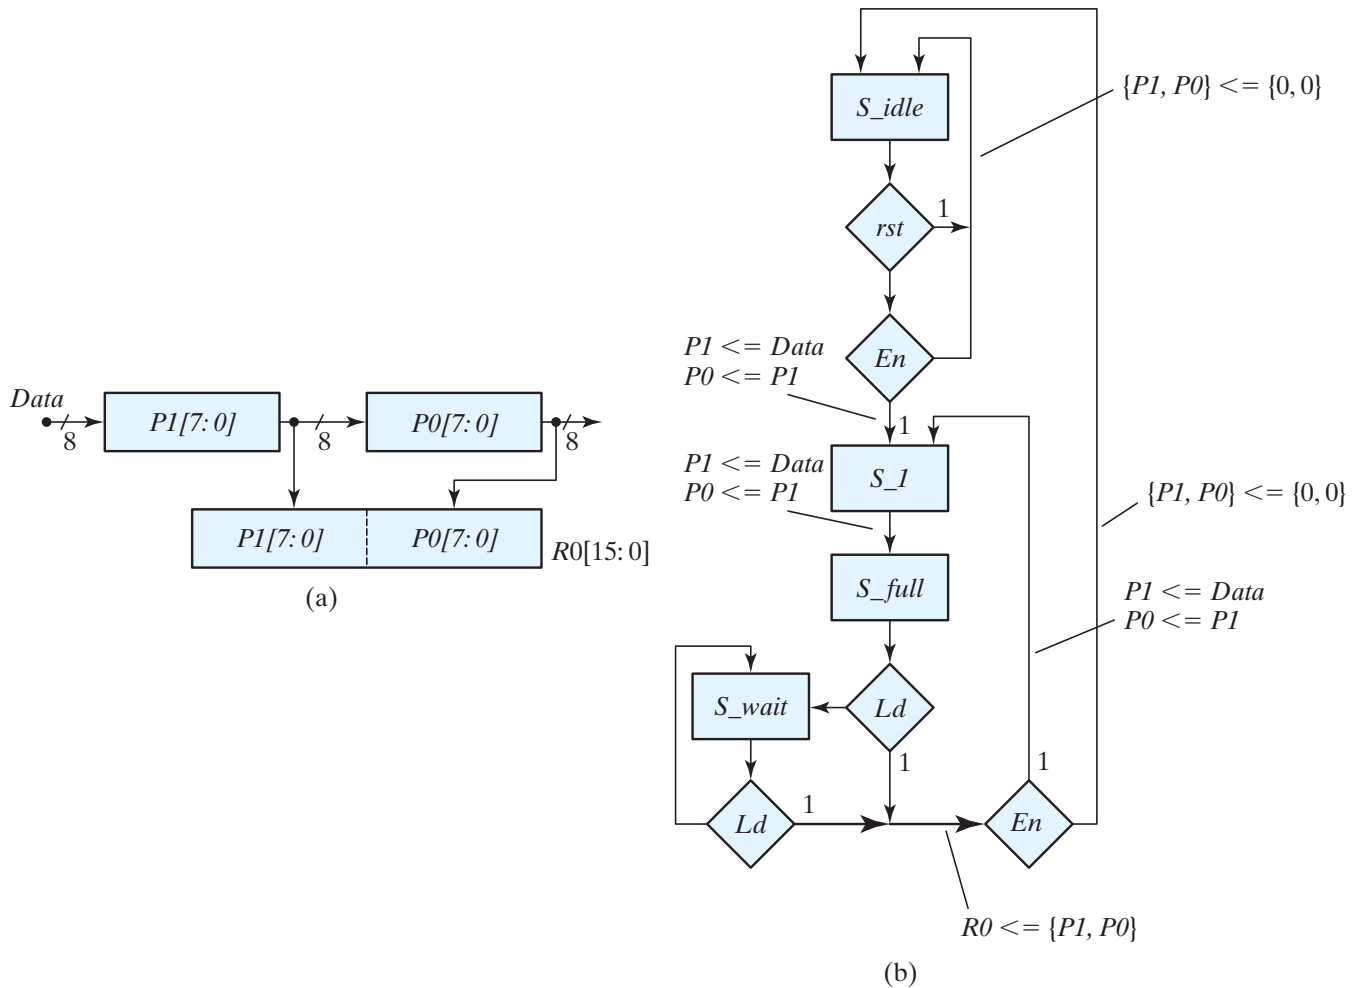 Data
8
P1[7: 0]
8
P0[7: 0]
8
P1[7: 0]
P0[7: 0]
R0[15: 0]
(a)
S_idle
{P1, P0} <= {0, 0}
rst
1
En
P1 <= Data
P0 <= P1
1
S_1
P1 <= Data
P0 <= P1
{P1, P0} <= {0, 0}
S_full
P1 <= Data
P0 <= P1
S_wait
Ld
1
1
Ld
1
En
R0 <= {P1, P0}
(b)